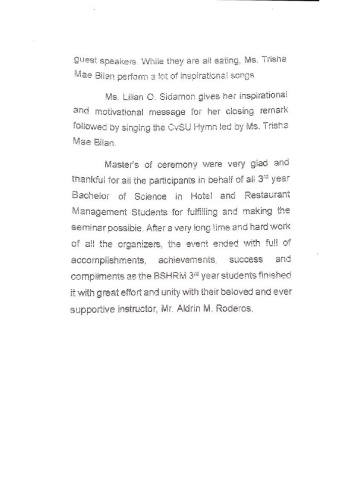 guest speakers. While they are all eating, Ms. Trisha
Mae Bilan perform a lot of inspirational songs
Ms. Lilian O. Sidamon gives her inspirational
and motivational message for her closing remark
followed by singing the CvSU Hymn led by Ms. Trisha
Mae Bilan.
Master's of ceremony were very glad and
thankful for all the participants in behalf of all 3rd year
Bachelor of Science in Hotel and Restaurant
Management Students for fulfilling and making the
seminar possible. After a very long time and hard work
of all the organizers, the event ended with full of
accomplishments, achievements, success and
compliments as the BSHRM 3rd year students finished
it with great effort and unity with their beloved and ever
supportive instructor, Mr. Aldrin M. Roderos.